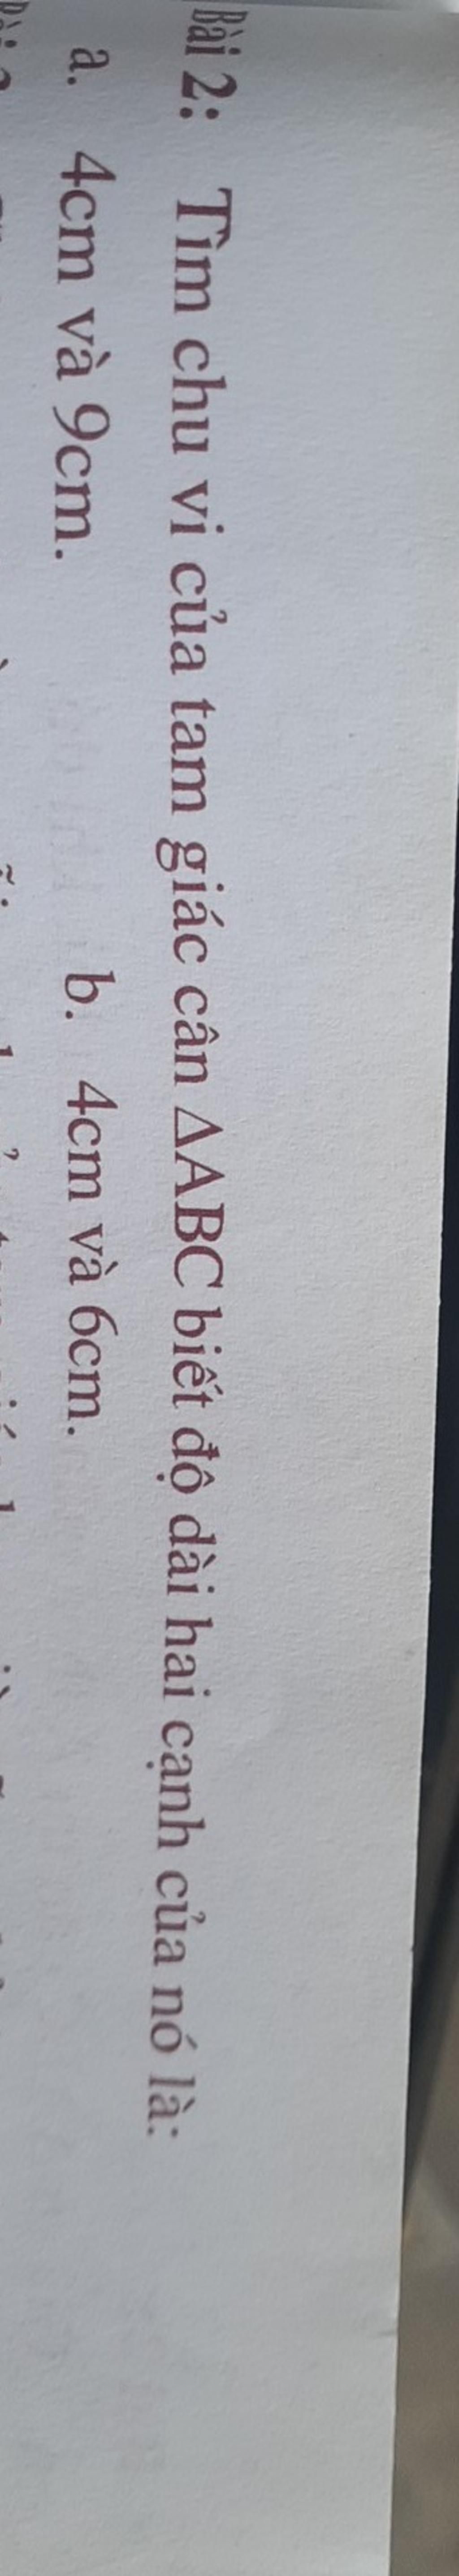 Bài 2: Tìm chu vi của tam giác cân ΔABC biết độ dài hai cạnh của nó là:
a. 4cm và 9cm. b. 4cm và 6cm.